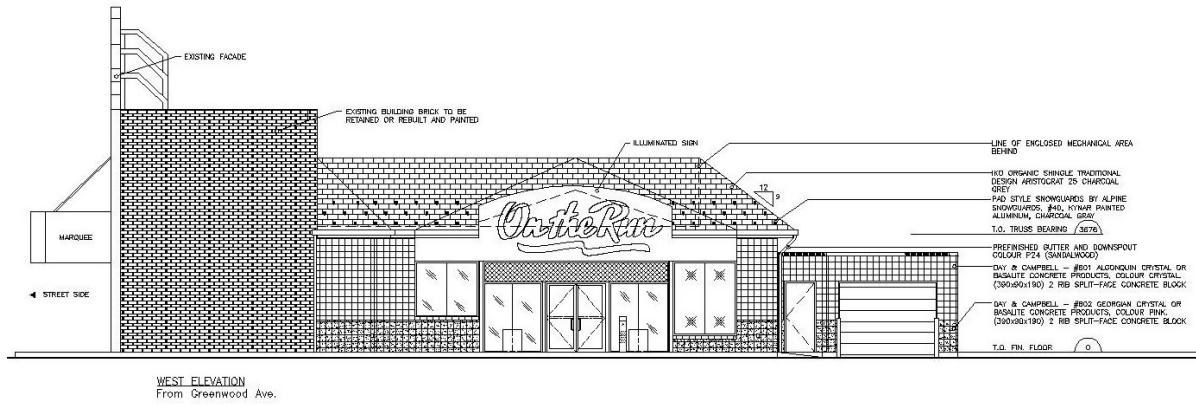 EXISTING FACADE
EXISTING BUILDING BRICK TO BE
RETAINED OR REBUILT AND PAINTED
ILLUMINATED SIGN
LINE OF ENCLOSED MECHANICAL AREA
BEHIND
IKO ORGANIC SHINGLE TRADITIONAL
DESIGN ARISTOCRAT 25 CHARCOAL
GREY
12
9
PAD STYLE SNOWGUARDS BY ALPINE
SNOWGUARDS, #40, KYNAR PAINTED
ALUMINUM, CHARCOAL GRAY
T.O. TRUSS BEARING 3676
On the Run
MARQUEE
PREFINISHED GUTTER AND DOWNSPOUT
COLOUR P24 (SANDALWOOD)
DAY & CAMPBELL – #801 ALGONQUIN CRYSTAL OR
BASALITE CONCRETE PRODUCTS, COLOUR CRYSTAL.
(390x90x190) 2 RIB SPLIT-FACE CONCRETE BLOCK
STREET SIDE
DAY & CAMPBELL – #802 GEORGIAN CRYSTAL OR
BASALITE CONCRETE PRODUCTS, COLOUR PINK.
(390x90x190) 2 RIB SPLIT-FACE CONCRETE BLOCK
T.O. FIN. FLOOR 0
WEST ELEVATION
From Greenwood Ave.